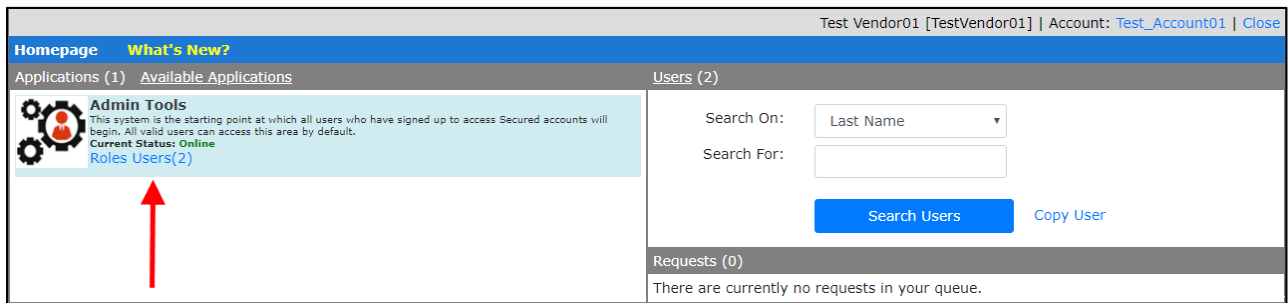 Test Vendor01 [TestVendor01] | Account: Test_Account01 | Close
Homepage What's New?
Applications (1) Available Applications
Admin Tools
This system is the starting point at which all users who have signed up to access Secured accounts will
begin. All valid users can access this area by default.
Current Status: Online
Roles Users(2)
Users (2)
Search On: Last Name
Search For:
Search Users Copy User
Requests (0)
There are currently no requests in your queue.